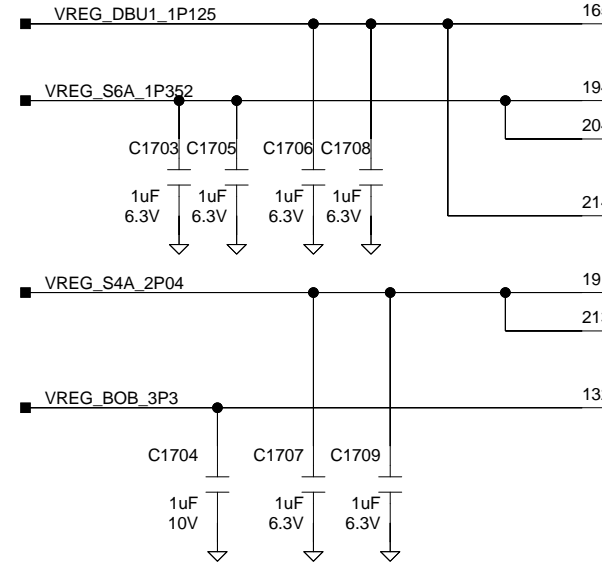 VREG_DBU1_1P125
VREG_S6A_1P352
C1703 C1705 C1706 C1708
1uF 1uF 1uF 1uF
6.3V 6.3V 6.3V 6.3V
VREG_S4A_2P04
VREG_BOB_3P3
C1704 C1707 C1709
1uF 1uF 1uF
10V 6.3V 6.3V